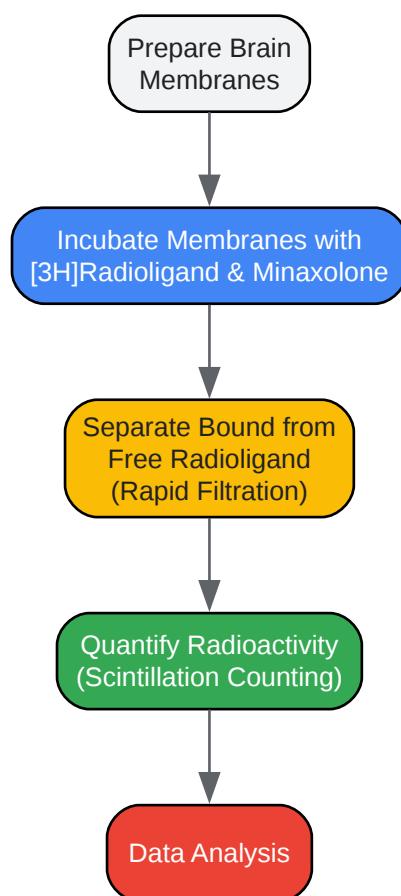 Prepare Brain
Membranes
Incubate Membranes with
[3H]Radioligand & Minaxolone
Separate Bound from
Free Radioligand
(Rapid Filtration)
Quantify Radioactivity
(Scintillation Counting)
Data Analysis